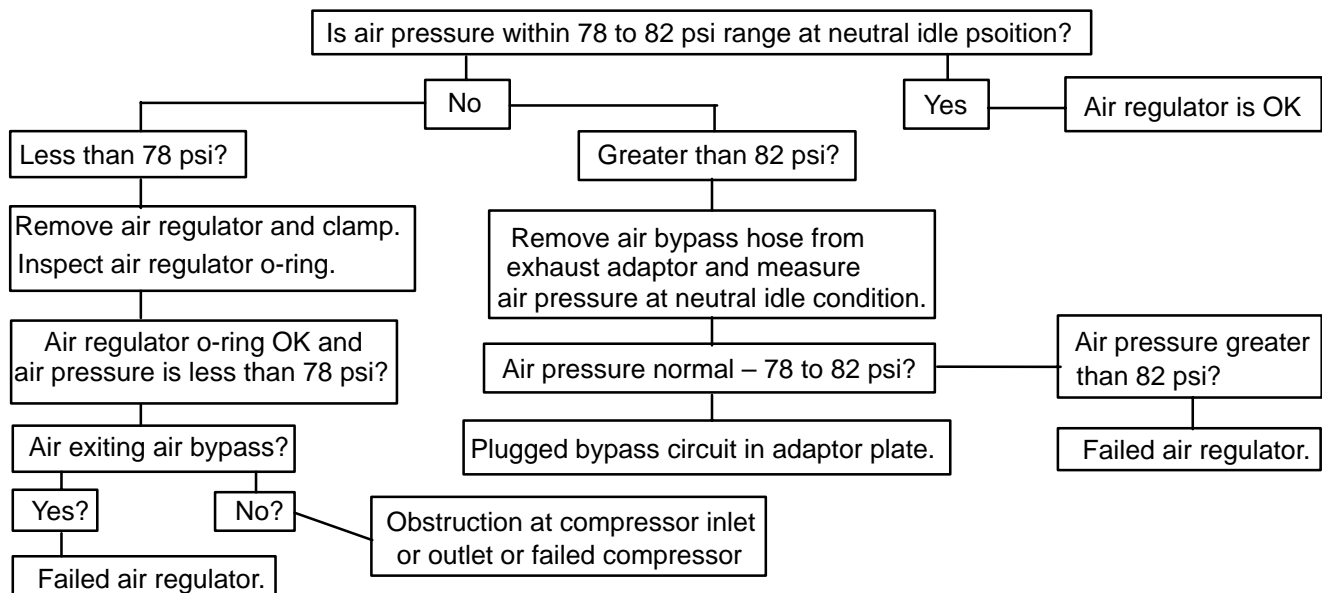 Is air pressure within 78 to 82 psi range at neutral idle psoition?
No
Yes
Air regulator is OK
Less than 78 psi?
Greater than 82 psi?
Remove air regulator and clamp.
Inspect air regulator o-ring.
Remove air bypass hose from
exhaust adaptor and measure
air pressure at neutral idle condition.
Air regulator o-ring OK and
air pressure is less than 78 psi?
Air pressure normal – 78 to 82 psi?
Air pressure greater
than 82 psi?
Air exiting air bypass?
Plugged bypass circuit in adaptor plate.
Failed air regulator.
Yes?
No?
Obstruction at compressor inlet
or outlet or failed compressor
Failed air regulator.